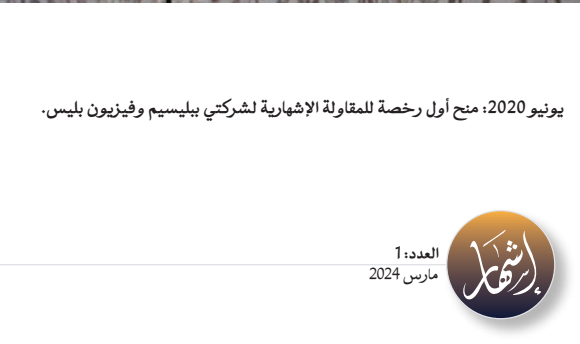 يونيو 2020: منح أول رخصة للمقاولة الإشهارية لشركتي ببليسيم وفيزيون بليس.
العدد: 1
مارس 2024
إشهار